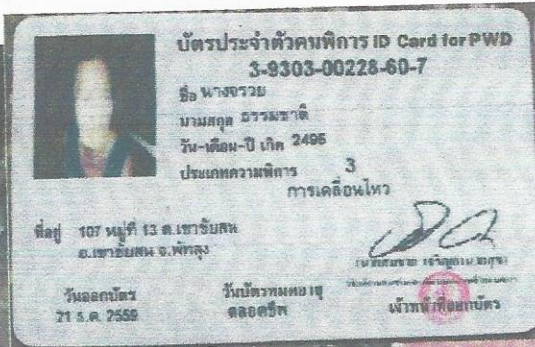 บัตรประจำตัวคนพิการ ID Card for PWD
3-9303-00228-60-7
ชื่อ นางจรวย
นามสกุล ธรรมชาติ
วัน-เดือน-ปี เกิด 2495
ประเภทความพิการ 3
การเคลื่อนไหว
ที่อยู่ 107 หมู่ที่ 13 ต.เขาชัยสน
อ.เขาชัยสน จ.พัทลุง
วันออกบัตร
21 ธ.ค. 2559
วันบัตรหมดอายุ
ตลอดชีพ
เจ้าหน้าที่ออกบัตร